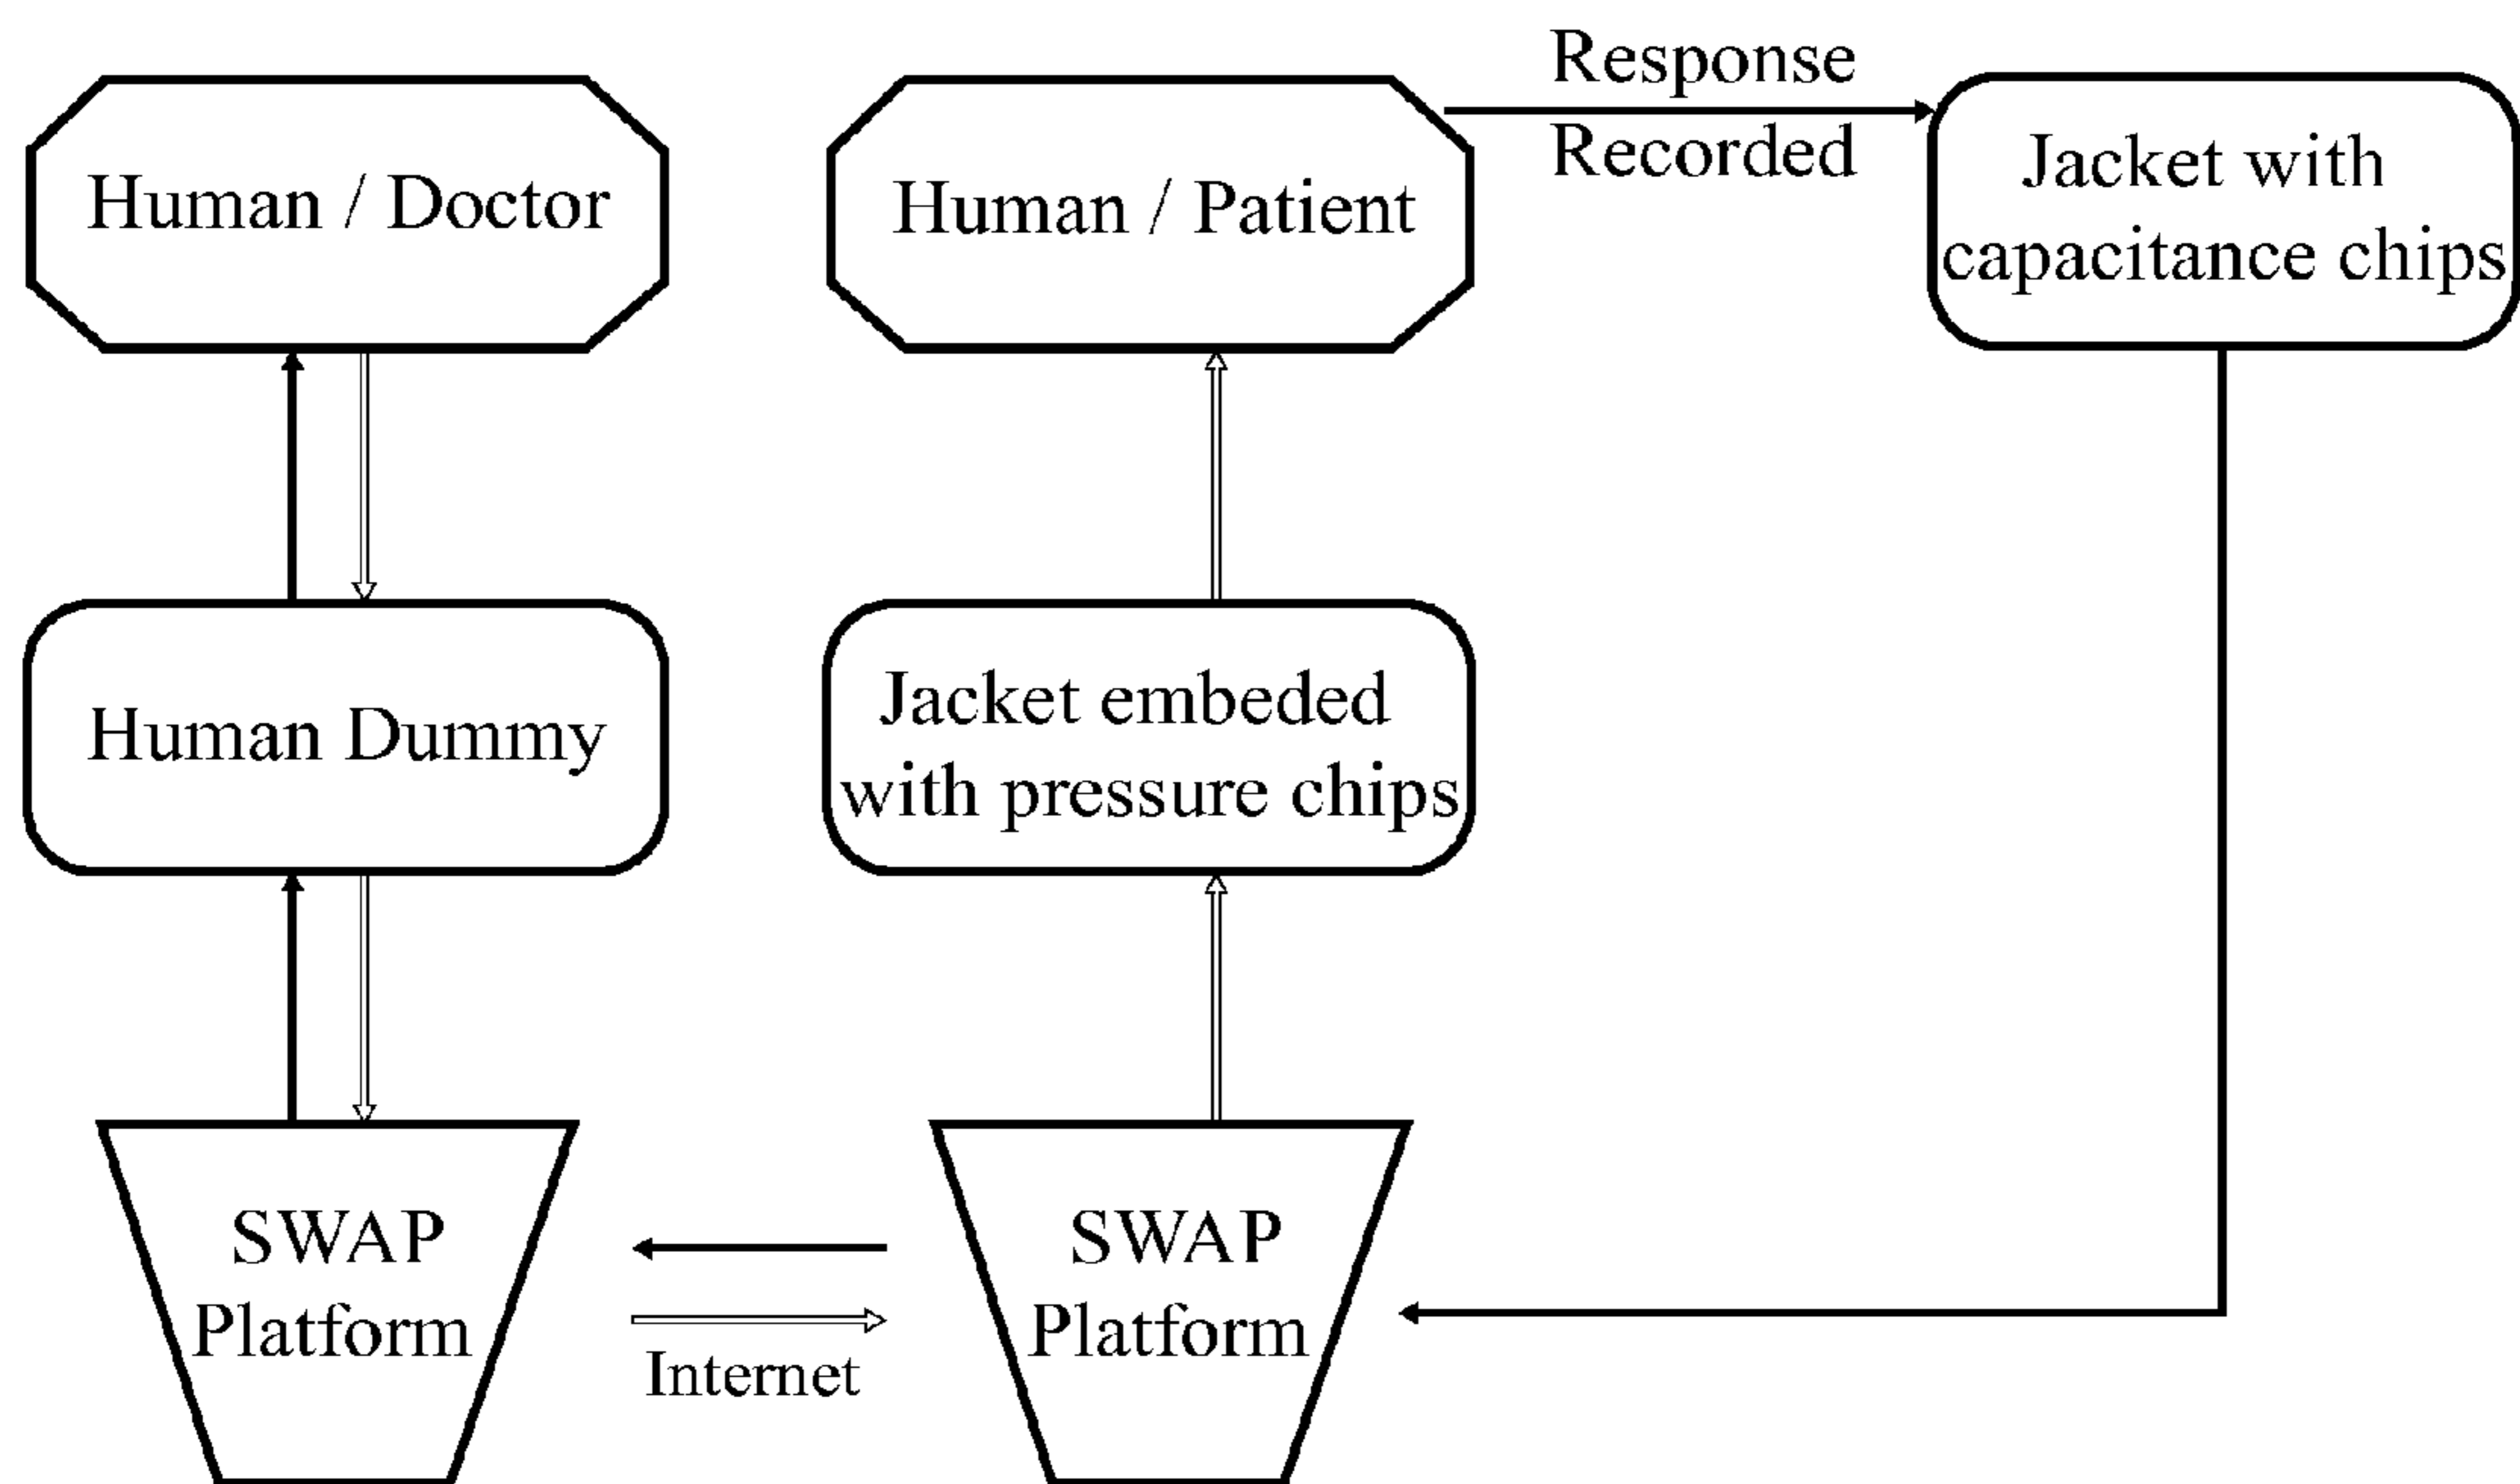 Human / Doctor
Human / Patient
Response
Recorded
Jacket with
capacitance chips
Human Dummy
Jacket embeded
with pressure chips
SWAP
Platform
Internet
SWAP
Platform